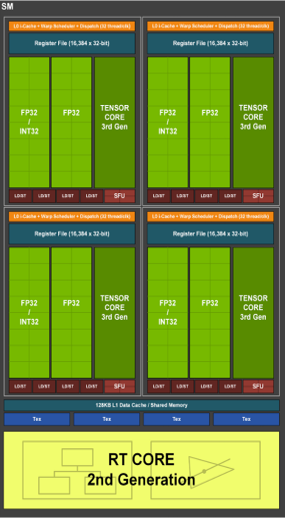 SM
L0 i-Cache + Warp Scheduler + Dispatch (32 thread/clk)
Register File (16,384 x 32-bit)
FP32
/
INT32
FP32
TENSOR
CORE
3rd Gen
LD/ST LD/ST LD/ST LD/ST SFU
L0 i-Cache + Warp Scheduler + Dispatch (32 thread/clk)
Register File (16,384 x 32-bit)
FP32
/
INT32
FP32
TENSOR
CORE
3rd Gen
LD/ST LD/ST LD/ST LD/ST SFU
L0 i-Cache + Warp Scheduler + Dispatch (32 thread/clk)
Register File (16,384 x 32-bit)
FP32
/
INT32
FP32
TENSOR
CORE
3rd Gen
LD/ST LD/ST LD/ST LD/ST SFU
L0 i-Cache + Warp Scheduler + Dispatch (32 thread/clk)
Register File (16,384 x 32-bit)
FP32
/
INT32
FP32
TENSOR
CORE
3rd Gen
LD/ST LD/ST LD/ST LD/ST SFU
128KB L1 Data Cache / Shared Memory
Tex Tex Tex Tex
RT CORE
2nd Generation